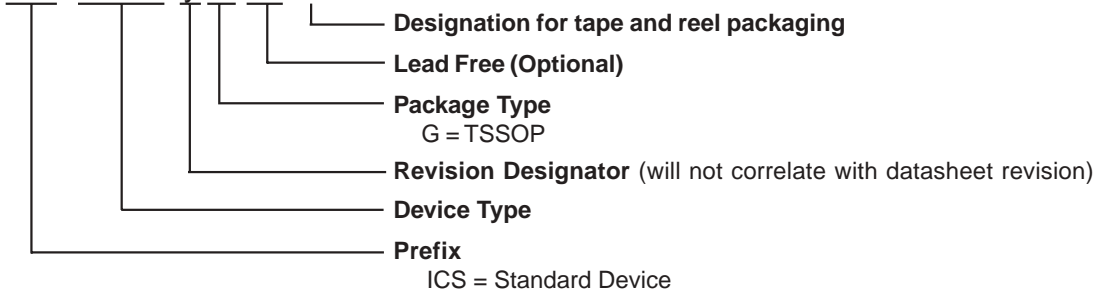 Designation for tape and reel packaging
Lead Free (Optional)
Package Type
G = TSSOP
Revision Designator (will not correlate with datasheet revision)
Device Type
Prefix
ICS = Standard Device